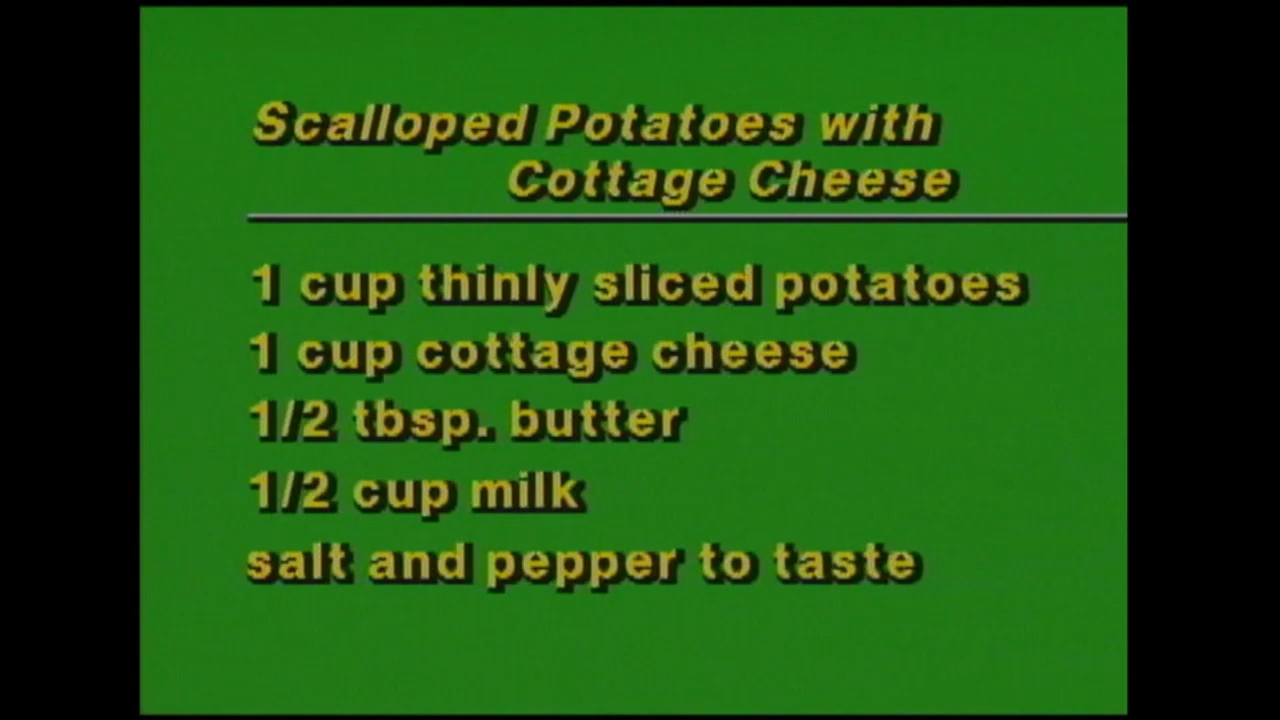 Scalloped Potatoes with
Cottage Cheese
1 cup thinly sliced potatoes
1 cup cottage cheese
1/2 tbsp. butter
1/2 cup milk
salt and pepper to taste